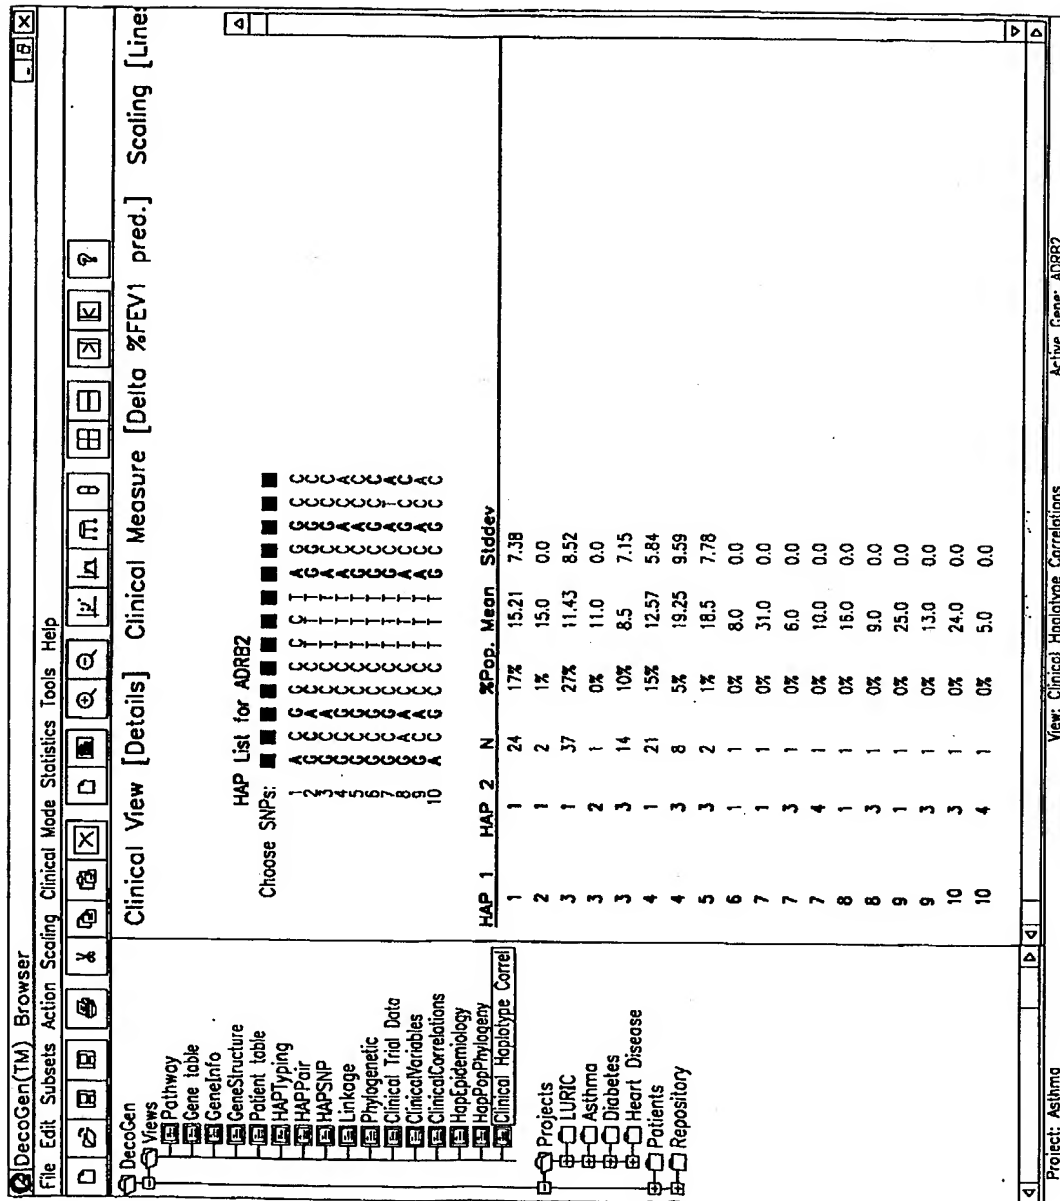 DecoGen(TM) Browser
File Edit Subsets Action Scaling Clinical Mode Statistics Tools Help
DecoGen
Views
Pathway
Gene table
GeneInfo
GeneStructure
Patient table
HAPTyping
HAPPair
HAPSNP
Linkage
Phylogenetic
Clinical Trial Data
ClinicalVariables
ClinicalCorrelations
HapEpidemiology
HapPopPhylogeny
Clinical Haplotype Correl
Projects
LURIC
Asthma
Diabetes
Heart Disease
Patients
Repository
Clinical View [Details] Clinical Measure [Delta %FEV1 pred.] Scaling [Lines
HAP List for ADRB2
Choose SNPs:
1
2
3
4
5
6
7
8
9
10
HAP 1 HAP 2 N %Pop. Mean Stddev
1 1 24 17% 15.21 7.38
2 1 2 1% 15.0 0.0
3 1 37 27% 11.43 8.52
3 2 1 0% 11.0 0.0
3 3 14 10% 8.5 7.15
4 1 21 15% 12.57 5.84
4 3 8 5% 19.25 9.59
5 3 2 1% 18.5 7.78
6 1 1 0% 8.0 0.0
7 1 1 0% 31.0 0.0
7 3 1 0% 6.0 0.0
7 4 1 0% 10.0 0.0
8 1 1 0% 16.0 0.0
8 3 1 0% 9.0 0.0
9 1 1 0% 25.0 0.0
9 3 1 0% 13.0 0.0
10 3 1 0% 24.0 0.0
10 4 1 0% 5.0 0.0
Project: Asthma View: Clinical Haplotype Correlations Active Gene: ADRB2